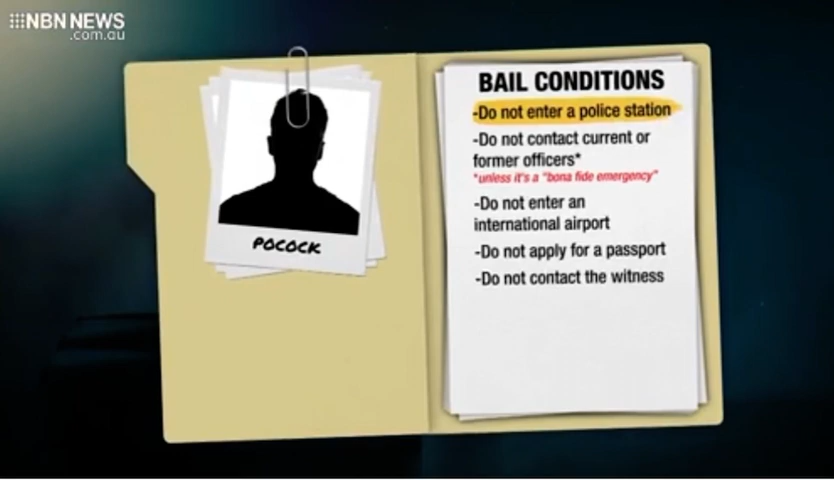 NBN NEWS
.com.au
BAIL CONDITIONS
-Do not enter a police station
-Do not contact current or
former officers*
*unless it's a "bona fide emergency"
-Do not enter an
international airport
-Do not apply for a passport
-Do not contact the witness
POCOCK